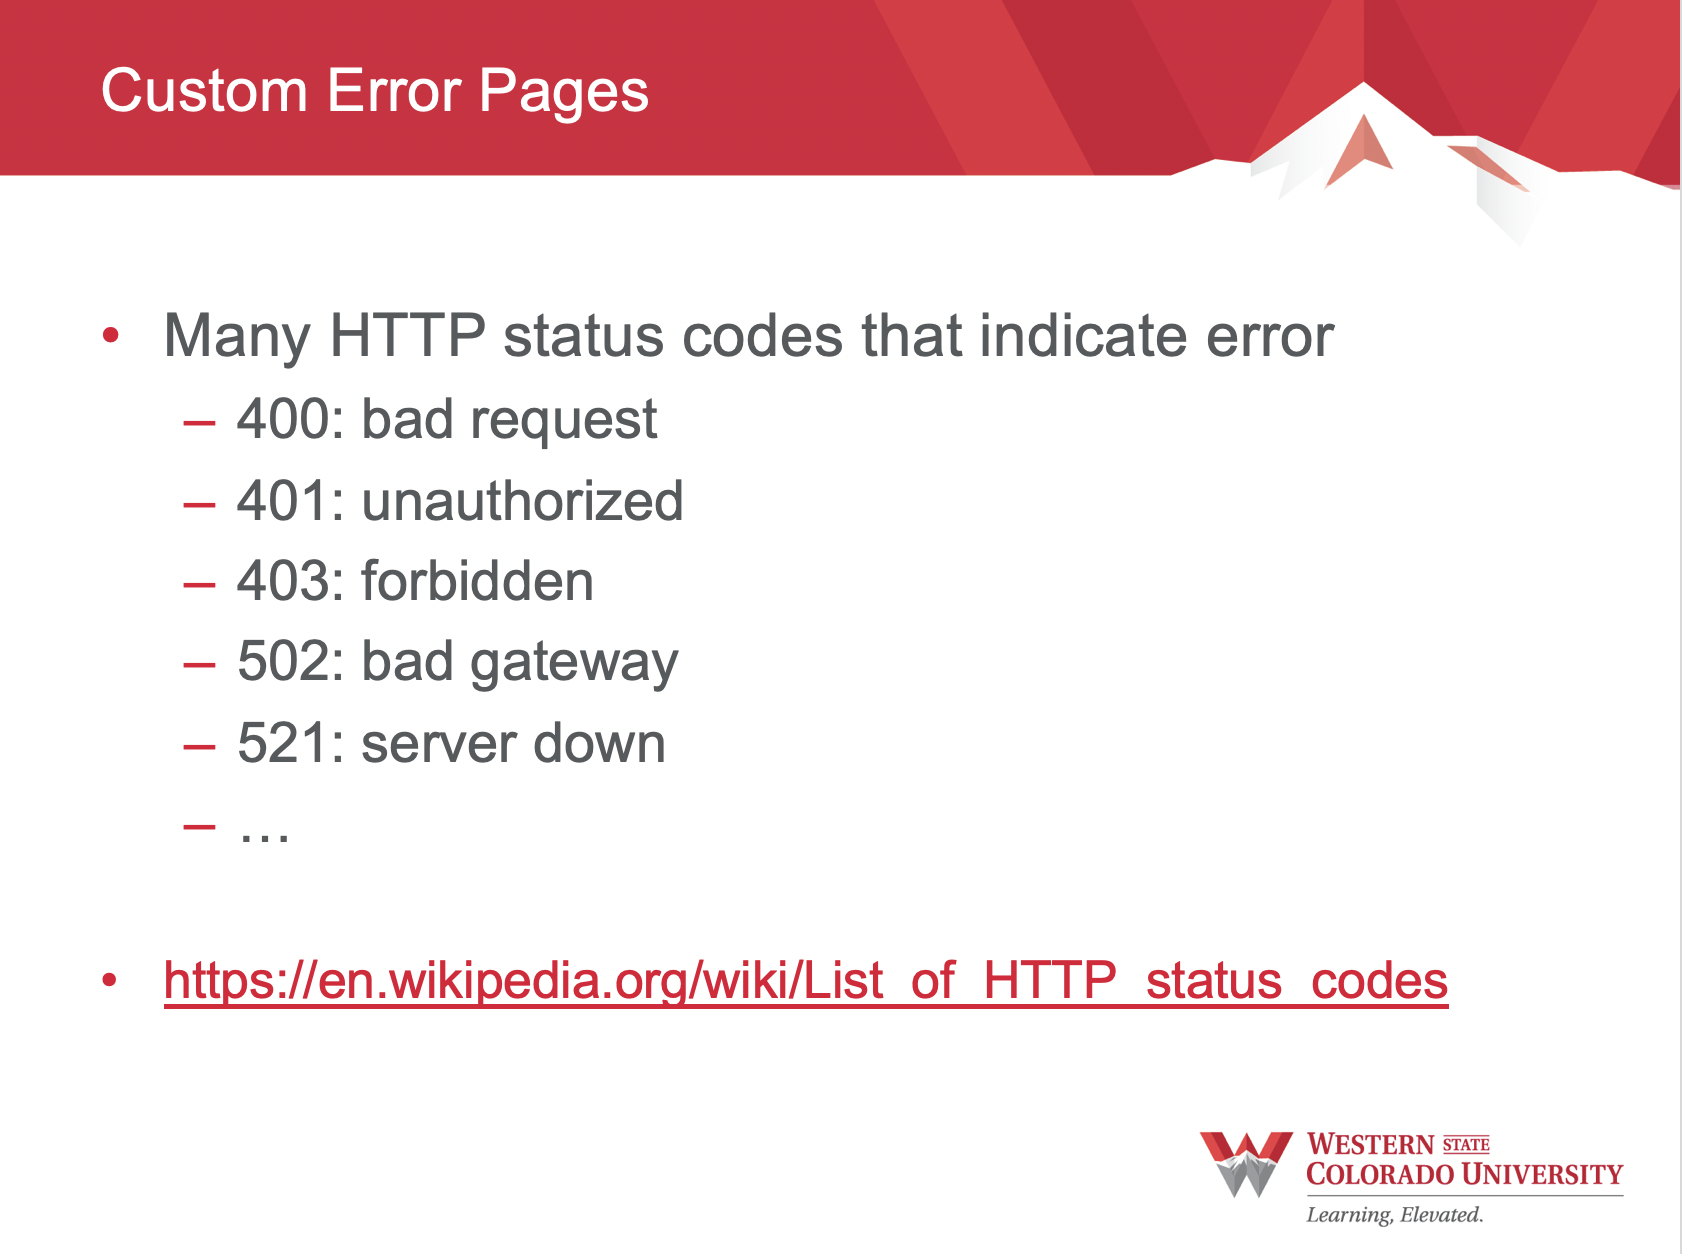 Custom Error Pages
• Many HTTP status codes that indicate error
– 400: bad request
– 401: unauthorized
– 403: forbidden
– 502: bad gateway
– 521: server down
– …
• https://en.wikipedia.org/wiki/List_of_HTTP_status_codes
WESTERN STATE
COLORADO UNIVERSITY
Learning, Elevated.